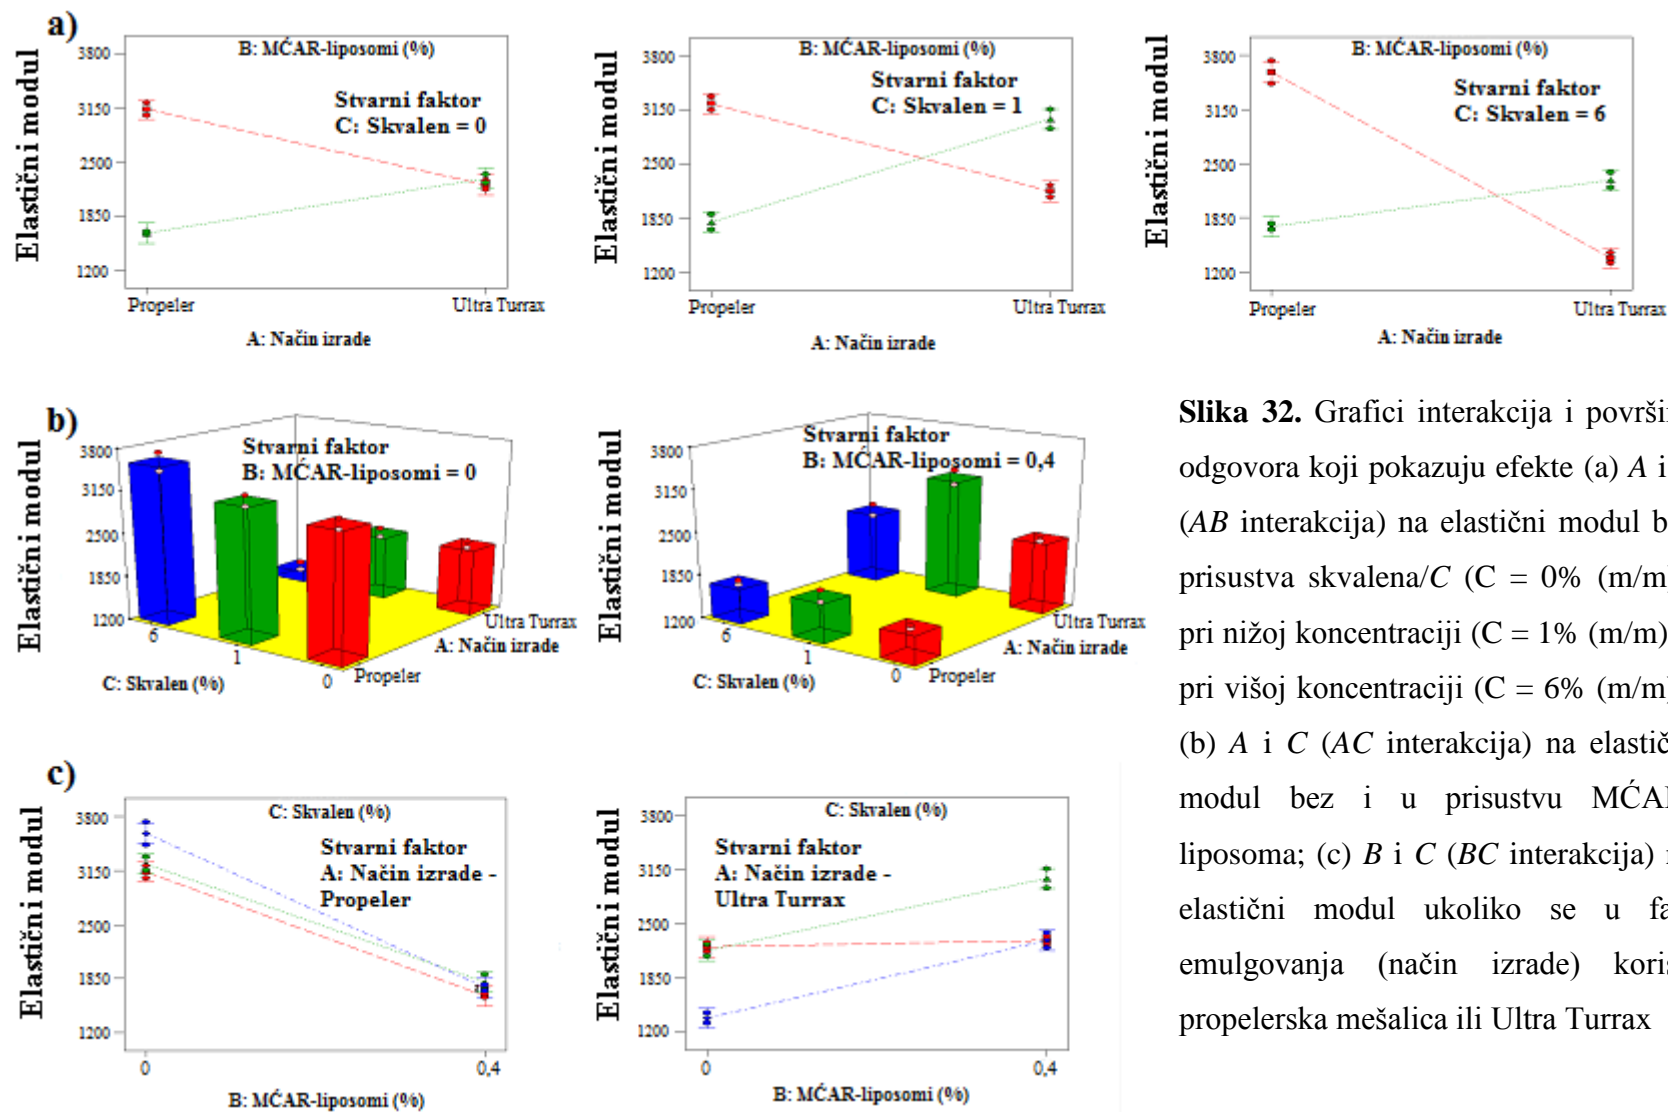 a)
B: MĆAR-liposomi (%)
Stvarni faktor
C: Skvalen = 0
Elastični modul
3800
3150
2500
1850
1200
Propeler
Ultra Turrax
A: Način izrade
B: MĆAR-liposomi (%)
Stvarni faktor
C: Skvalen = 1
Elastični modul
3800
3150
2500
1850
1200
Propeler
Ultra Turrax
A: Način izrade
B: MĆAR-liposomi (%)
Stvarni faktor
C: Skvalen = 6
Elastični modul
3800
3150
2500
1850
1200
Propeler
Ultra Turrax
A: Način izrade
b)
Stvarni faktor
B: MĆAR-liposomi = 0
Elastični modul
3800
3150
2500
1850
1200
6
1
0
C: Skvalen (%)
Propeler
Ultra Turrax
A: Način izrade
Stvarni faktor
B: MĆAR-liposomi = 0,4
Elastični modul
3800
3150
2500
1850
1200
6
1
0
C: Skvalen (%)
Propeler
Ultra Turrax
A: Način izrade
c)
C: Skvalen (%)
Stvarni faktor
A: Način izrade -
Propeler
Elastični modul
3800
3150
2500
1850
1200
0
0,4
B: MĆAR-liposomi (%)
C: Skvalen (%)
Stvarni faktor
A: Način izrade -
Ultra Turrax
Elastični modul
3800
3150
2500
1850
1200
0
0,4
B: MĆAR-liposomi (%)
Slika 32. Grafici interakcija i površin
odgovora koji pokazuju efekte (a) A i
(AB interakcija) na elastični modul b
prisustva skvalena/C (C = 0% (m/m)
pri nižoj koncentraciji (C = 1% (m/m)
pri višoj koncentraciji (C = 6% (m/m)
(b) A i C (AC interakcija) na elastič
modul bez i u prisustvu MĆA
liposoma; (c) B i C (BC interakcija)
elastični modul ukoliko se u fa
emulgovanja (način izrade) koris
propelerska mešalica ili Ultra Turrax